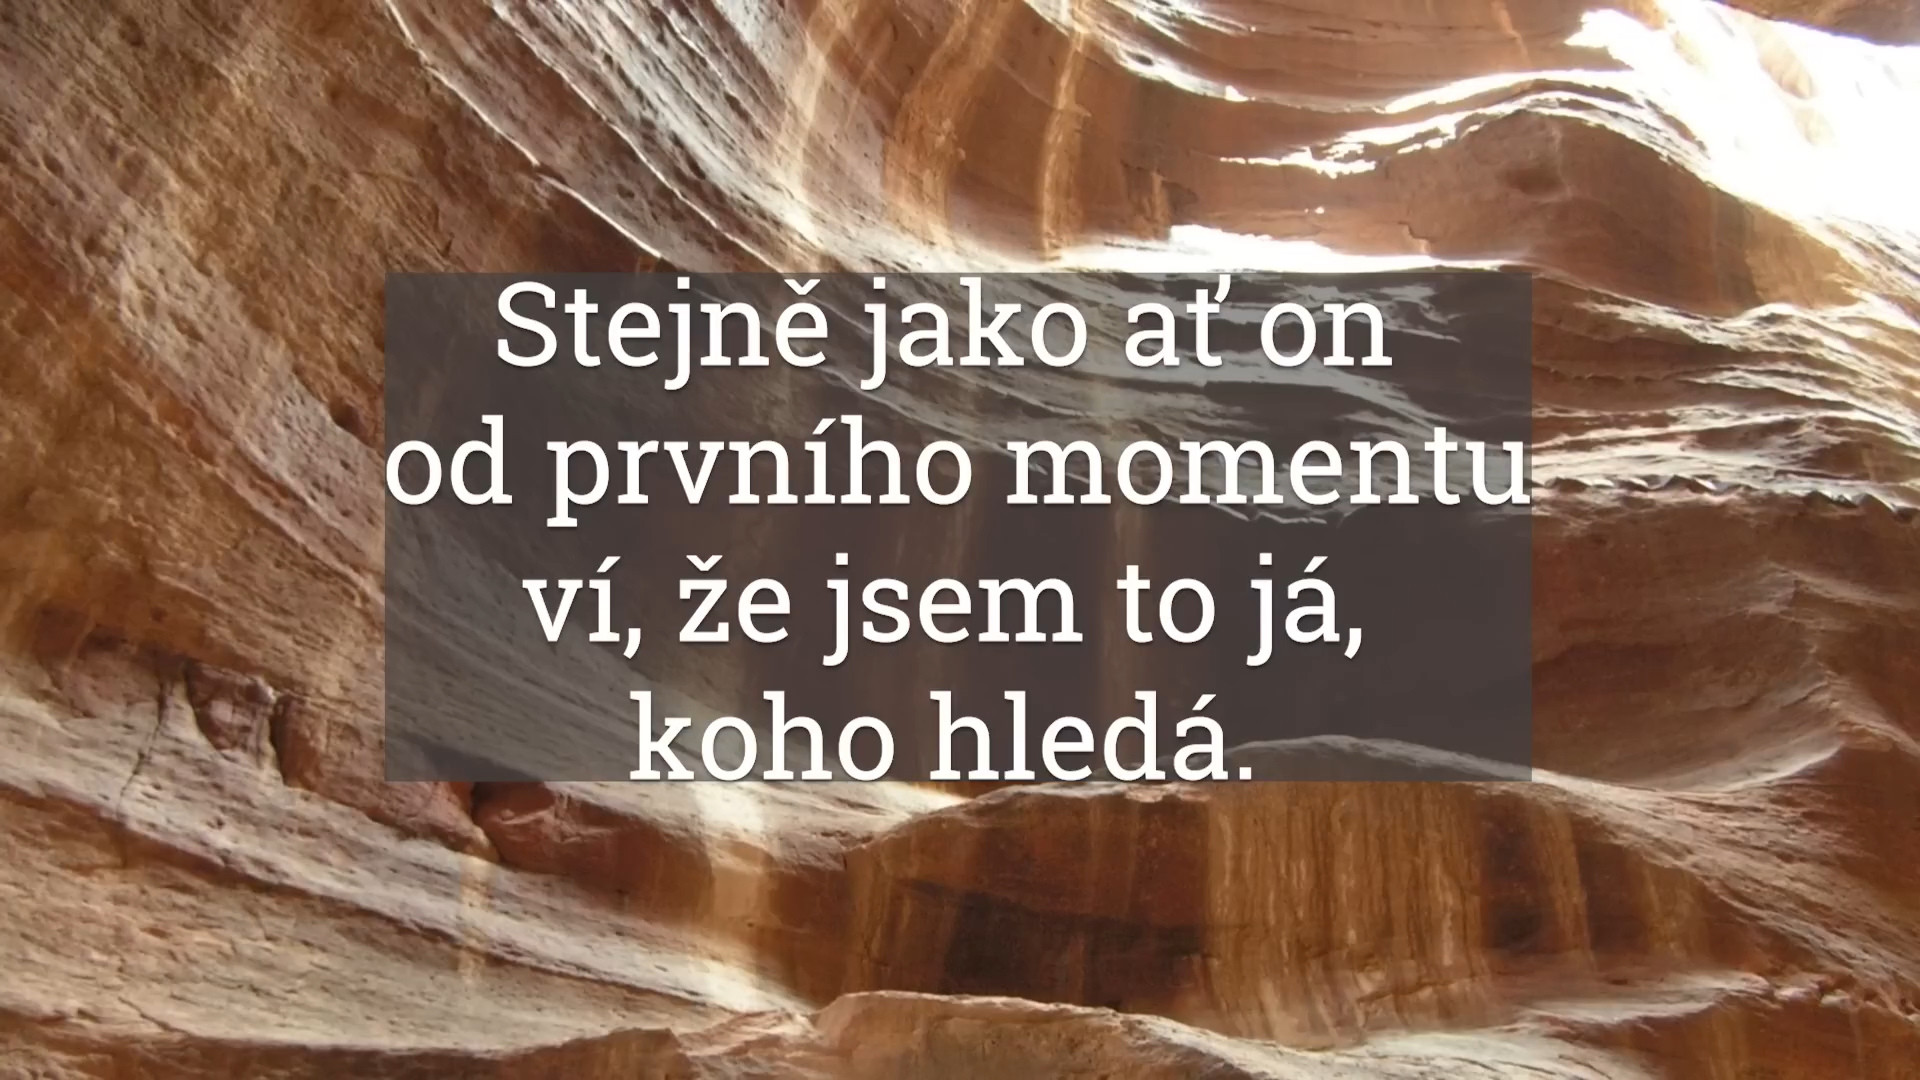 Stejně jako ať on
od prvního momentu
ví, že jsem to já,
koho hledá.